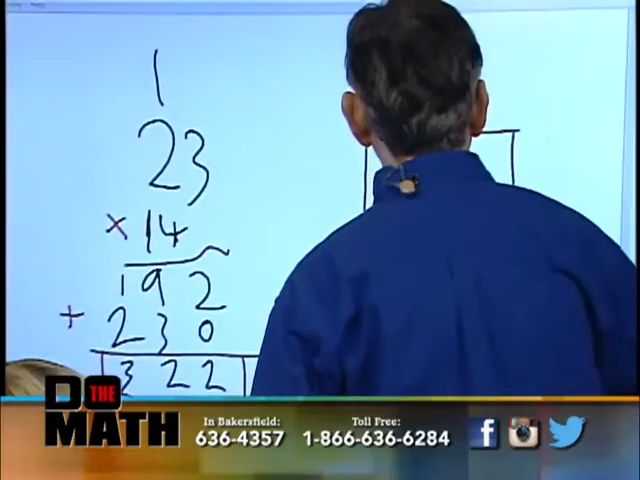 1
23
× 14
192
+ 230
322
DO THE MATH
In Bakersfield:
636-4357
Toll Free:
1-866-636-6284